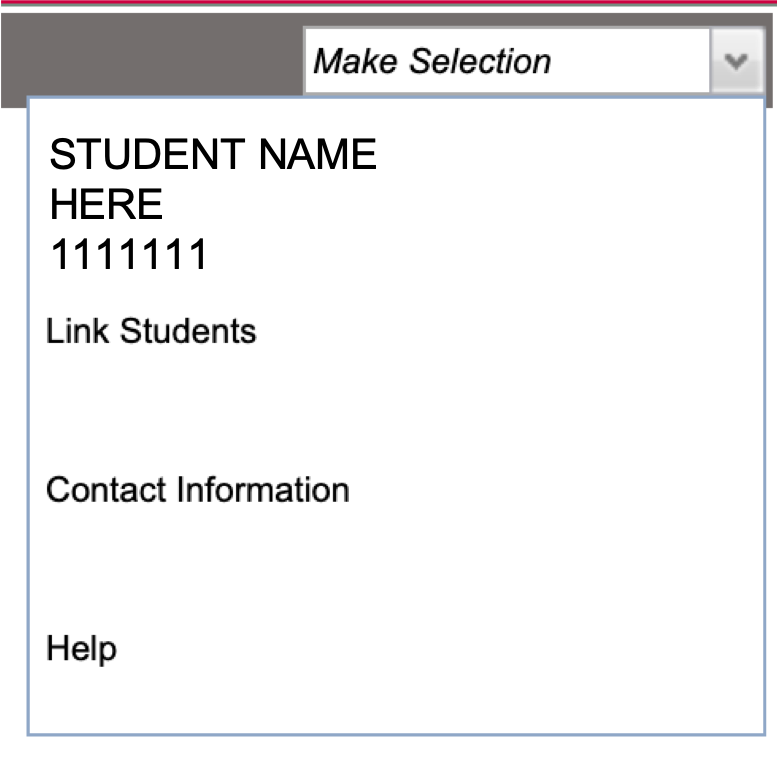 Make Selection
STUDENT NAME
HERE
1111111
Link Students
Contact Information
Help